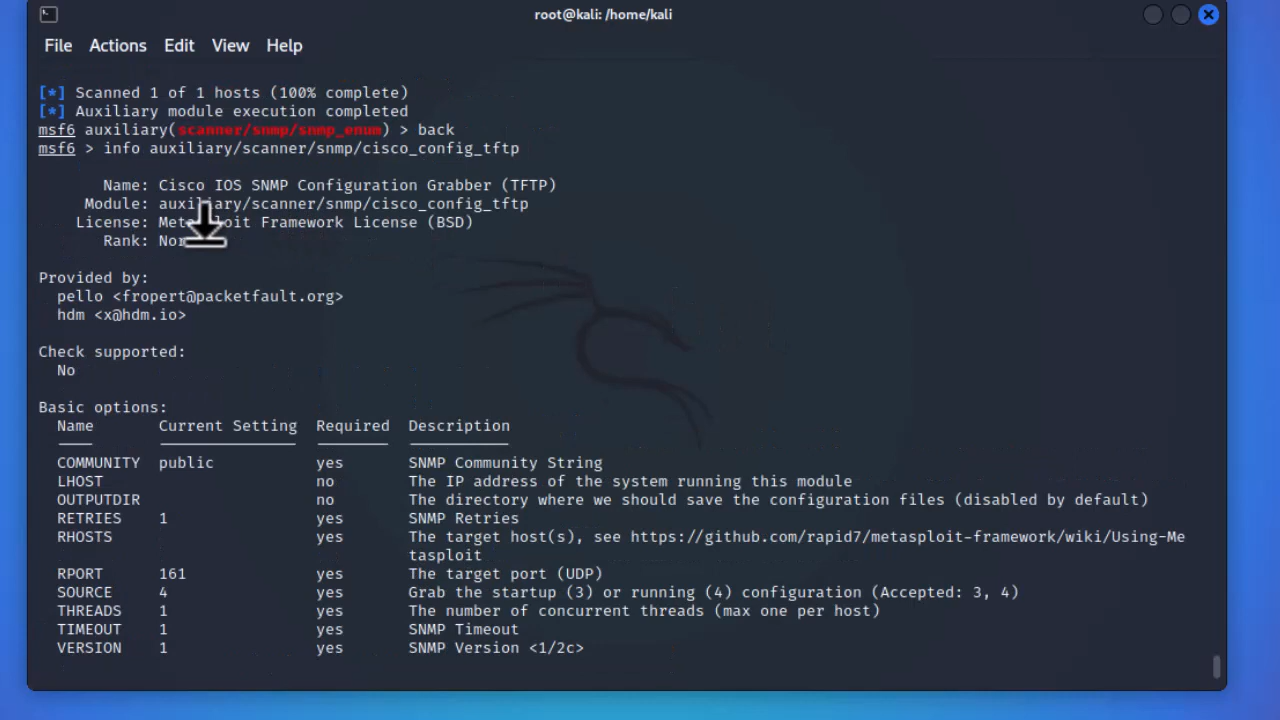 root@kali: /home/kali
File Actions Edit View Help
[*] Scanned 1 of 1 hosts (100% complete)
[*] Auxiliary module execution completed
msf6 auxiliary(scanner/snmp/snmp_enum) > back
msf6 > info auxiliary/scanner/snmp/cisco_config_tftp
Name: Cisco IOS SNMP Configuration Grabber (TFTP)
Module: auxiliary/scanner/snmp/cisco_config_tftp
License: Metasploit Framework License (BSD)
Rank:
Provided by:
pello <fropert@packetfault.org>
hdm <x@hdm.io>
Check supported:
No
Basic options:
Name Current Setting Required Description
COMMUNITY public yes SNMP Community String
LHOST no The IP address of the system running this module
OUTPUTDIR no The directory where we should save the configuration files (disabled by default)
RETRIES 1 yes SNMP Retries
RHOSTS yes The target host(s), see https://github.com/rapid7/metasploit-framework/wiki/Using-Me
tasploit
RPORT 161 yes The target port (UDP)
SOURCE 4 yes Grab the startup (3) or running (4) configuration (Accepted: 3, 4)
THREADS 1 yes The number of concurrent threads (max one per host)
TIMEOUT 1 yes SNMP Timeout
VERSION 1 yes SNMP Version <1/2c>